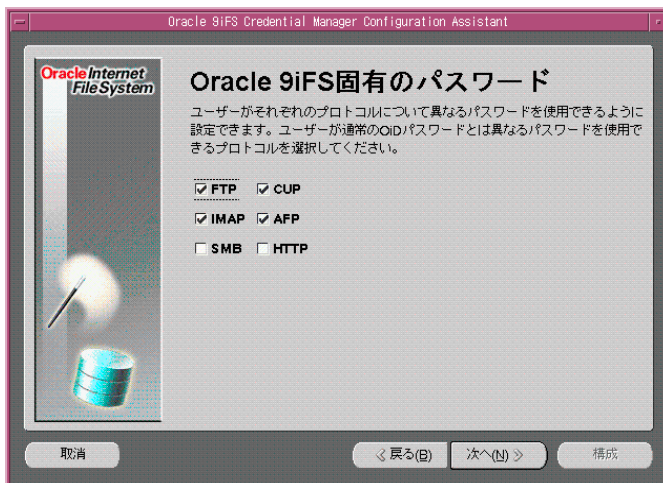 Oracle 9iFS Credential Manager Configuration Assistant
Oracle Internet
File System
Oracle 9iFS固有のパスワード
ユーザーがそれぞれのプロトコルについて異なるパスワードを使用できるように
設定できます。ユーザーが通常のOiDパスワードとは異なるパスワードを使用で
きるプロトコルを選択してください。
FTP CUP
IMAP AFP
SMB HTTP
取消 戻る(B) 次へ(N) 構成